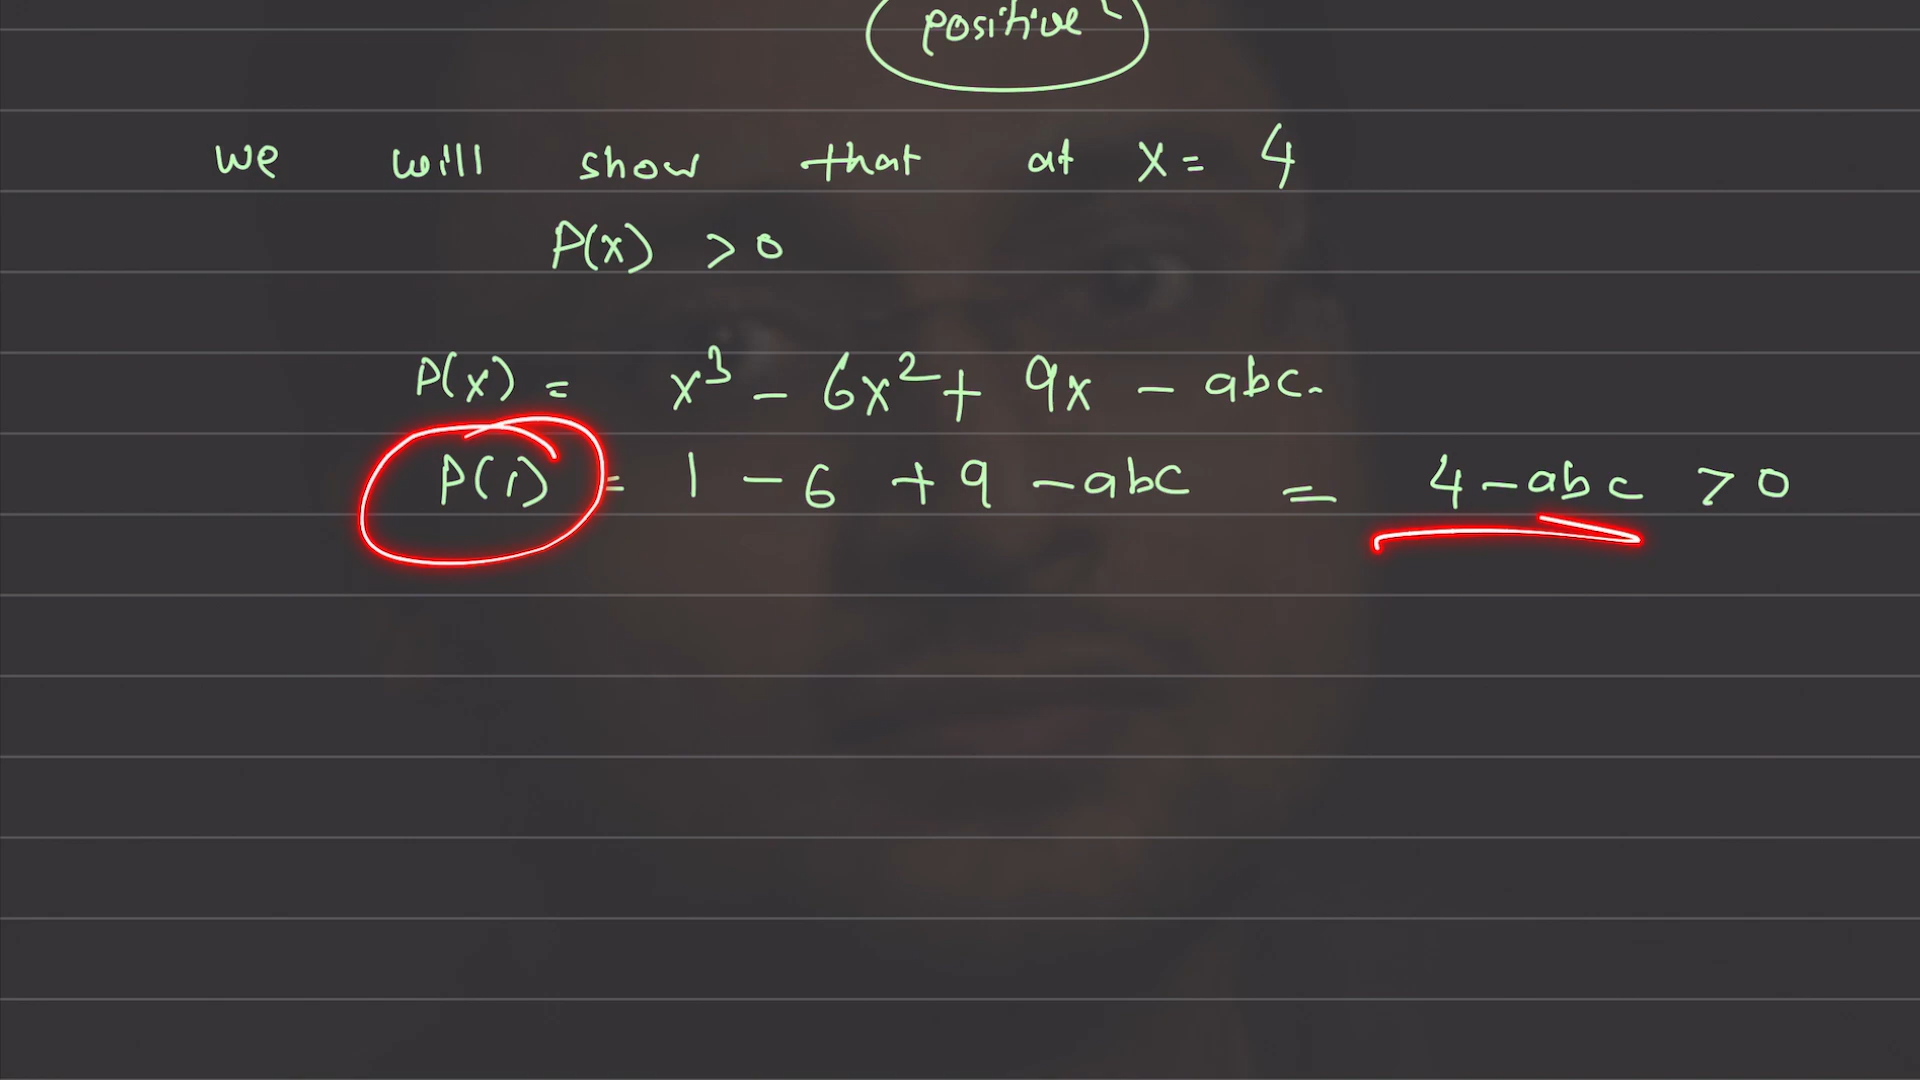 positive
we will show that at x = 4
P(x) > 0
P(x) = x³ - 6x² + 9x - abc.
P(1) = 1 - 6 + 9 - abc = 4 - abc > 0